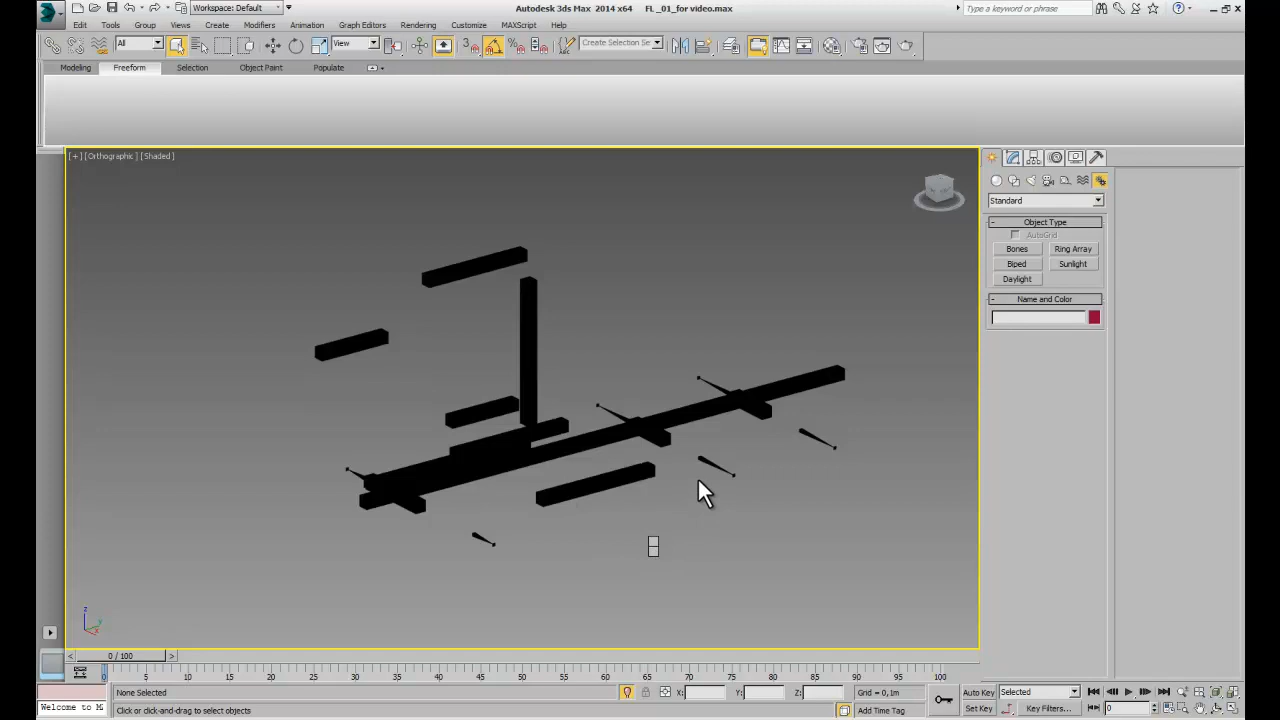 Workspace: Default
Autodesk 3ds Max 2014 x64 FL _01_for video.max
Type a keyword or phrase
Edit Tools Group Views Create Modifiers Animation Graph Editors Rendering Customize MAXScript Help
All View Create Selection Se
Modeling Freeform Selection Object Paint Populate
[+] [Orthographic] [Shaded]
Standard
Object Type
AutoGrid
Bones Ring Array
Biped Sunlight
Daylight
Name and Color
z y x
< 0 / 100 >
0 5 10 15 20 25 30 35 40 45 50 55 60 65 70 75 80 85 90 95 100
None Selected X: Y: Z: Grid = 0,1m Auto Key Selected
Welcome to M Click or click-and-drag to select objects Add Time Tag Set Key Key Filters... 0